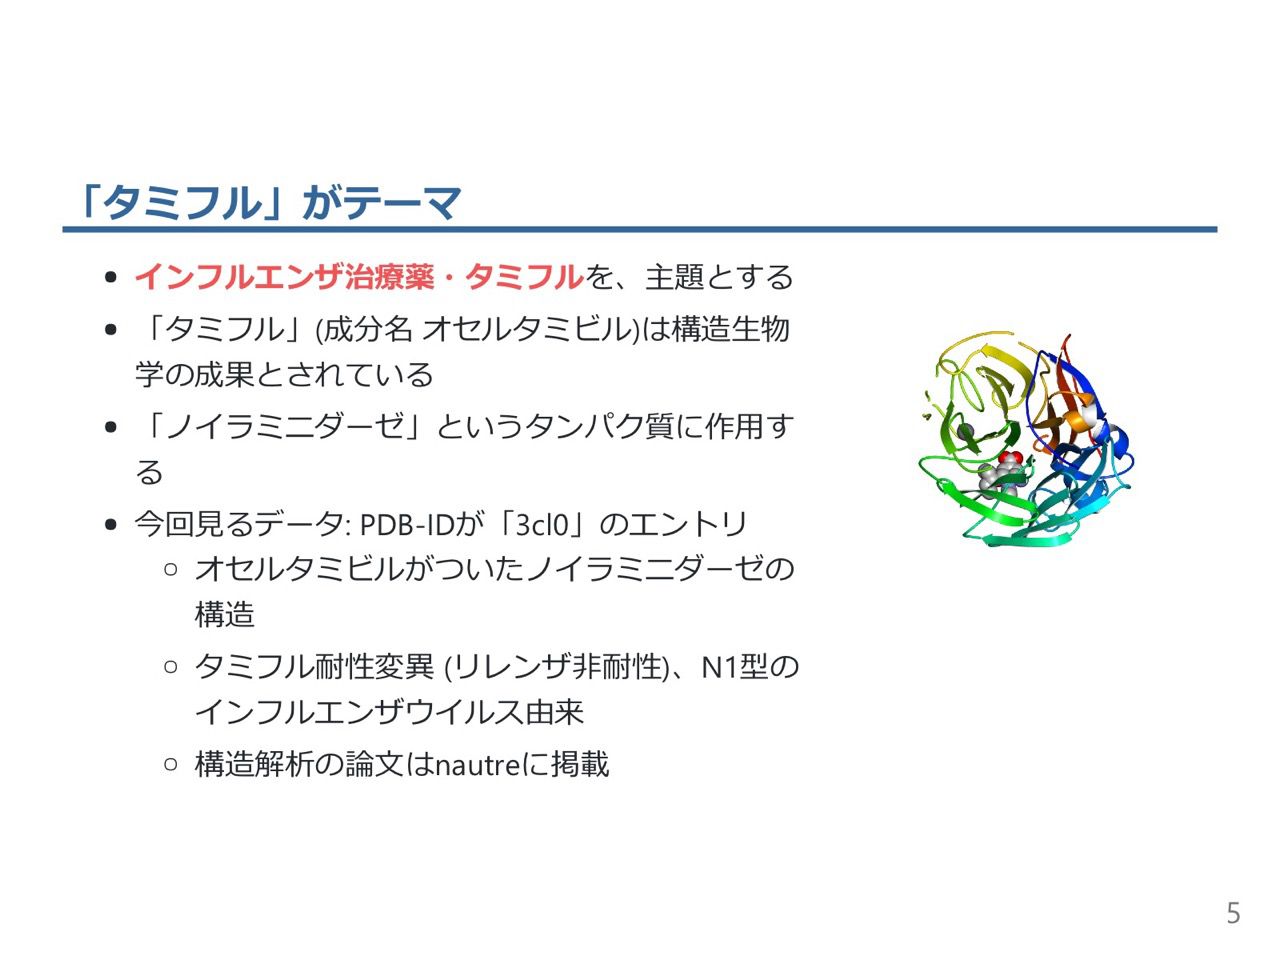 「タミフル」がテーマ
• インフルエンザ治療薬・タミフルを、主題とする
• 「タミフル」(成分名 オセルタミビル)は構造生物
学の成果とされている
• 「ノイラミニダーゼ」というタンパク質に作用す
る
• 今回見るデータ: PDB-IDが「3cl0」のエントリ
○ オセルタミビルがついたノイラミニダーゼの
構造
○ タミフル耐性変異 (リレンザ非耐性)、N1型の
インフルエンザウイルス由来
○ 構造解析の論文はnautreに掲載
5